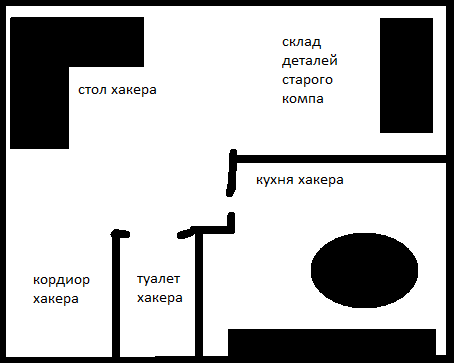 склад
деталей
старого
компа
стол хакера
кухня хакера
кордиор
хакера
туалет
хакера